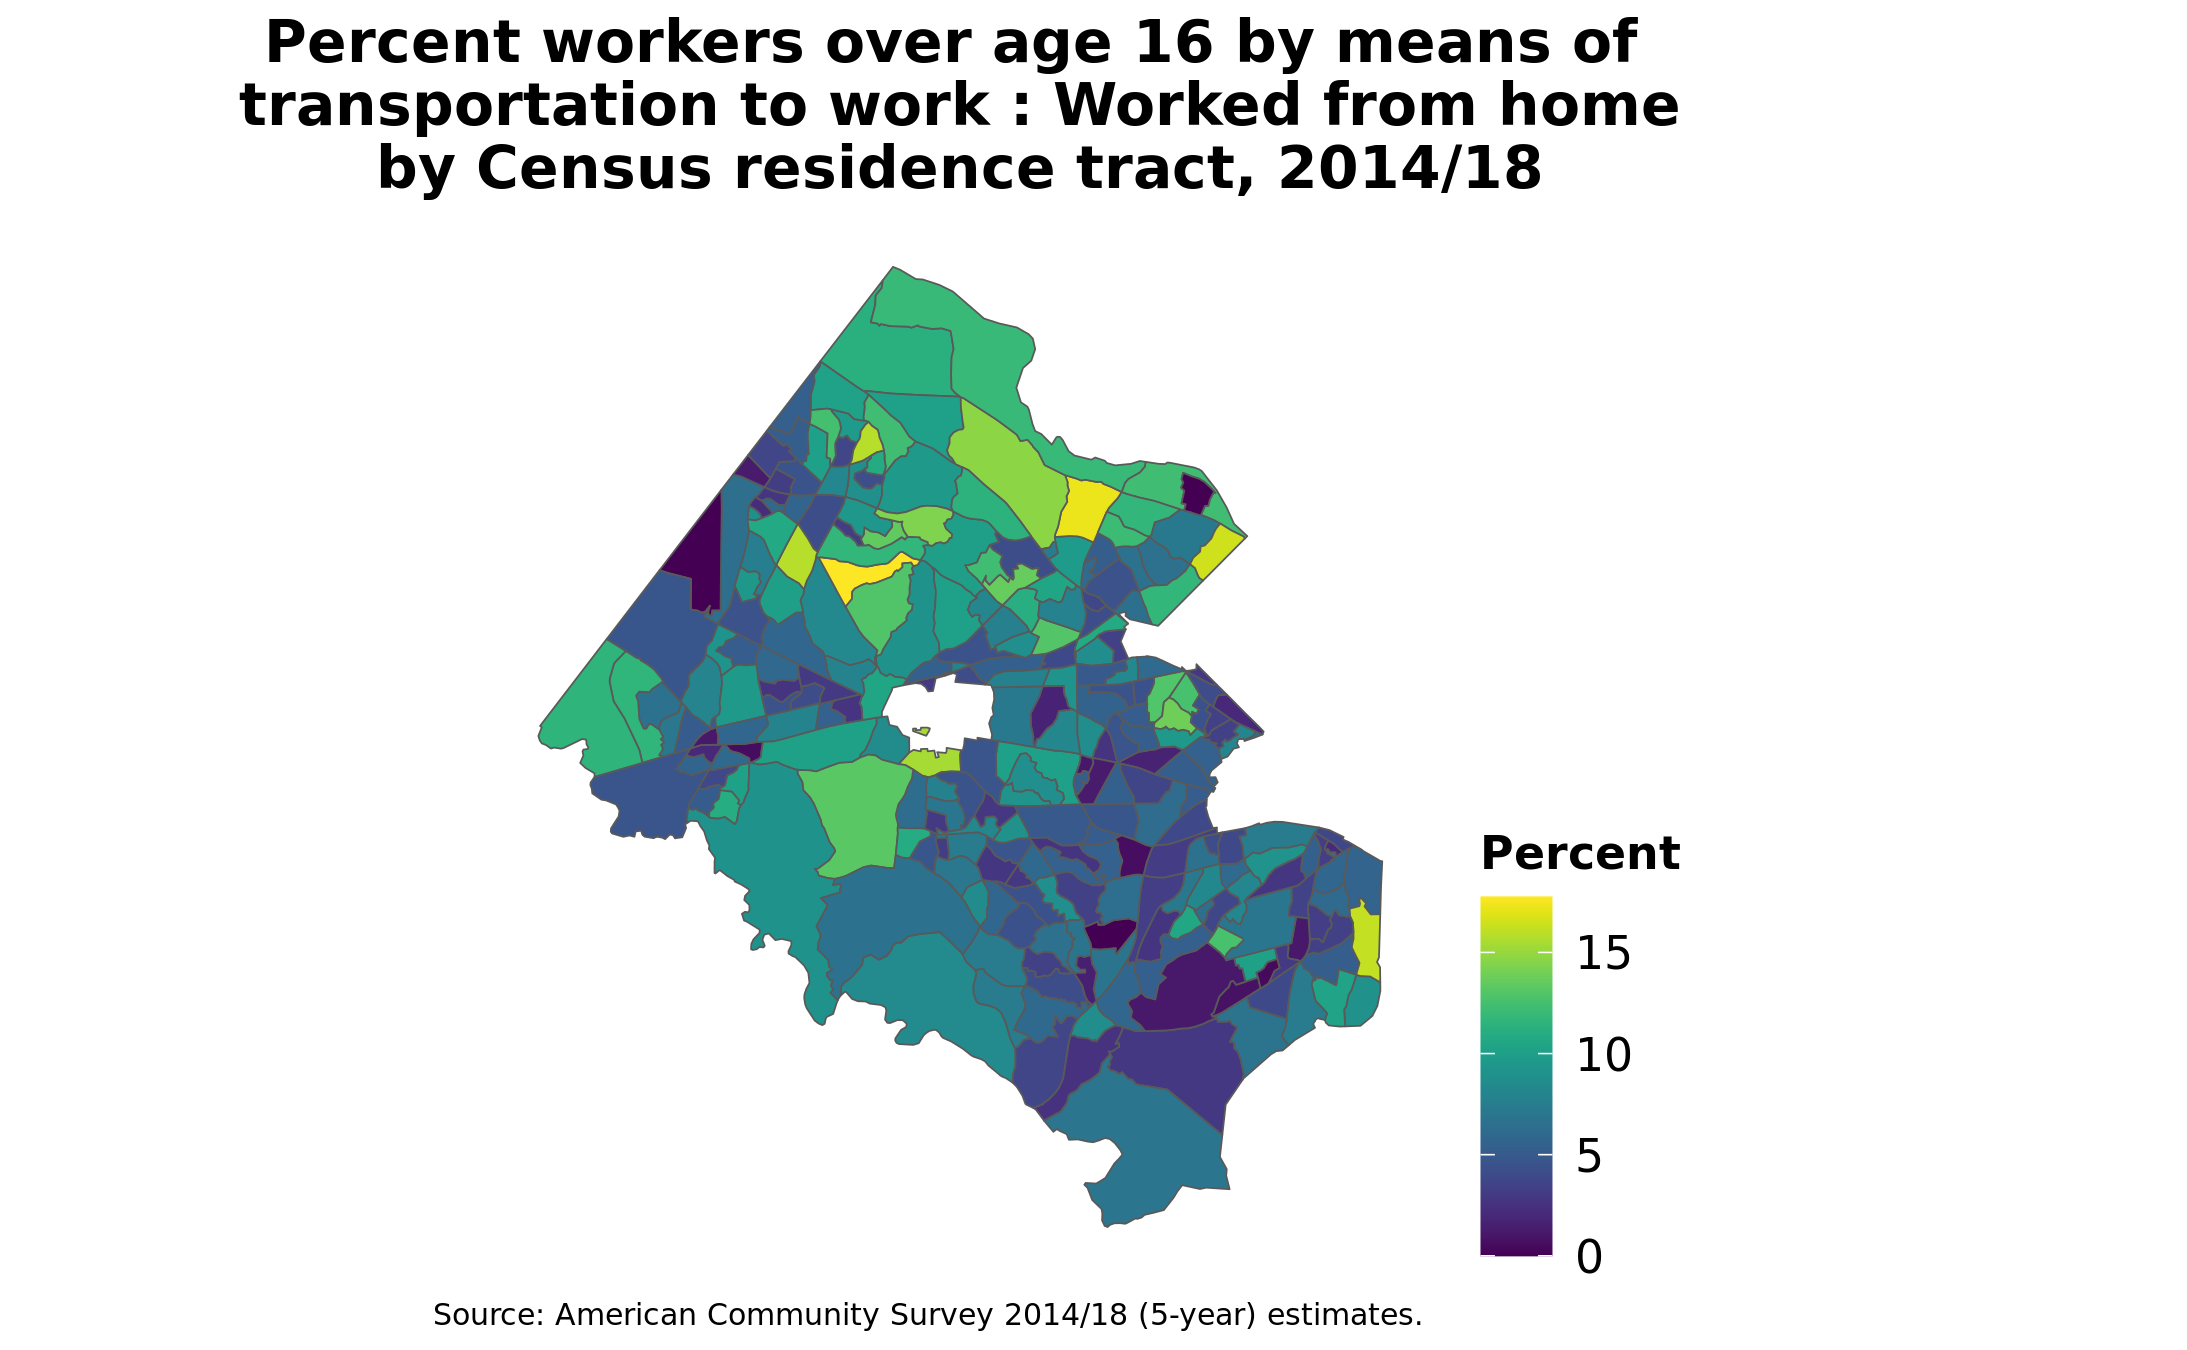 Percent workers over age 16 by means of
transportation to work : Worked from home
by Census residence tract, 2014/18
Percent
15
10
5
0
Source: American Community Survey 2014/18 (5-year) estimates.